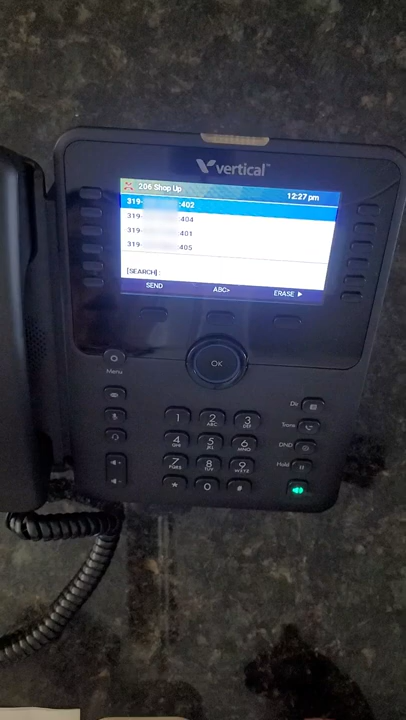 vertical™
206 Shop Up 12:27 pm
319- :402
319- :404
319- :401
319- :405
[SEARCH] :
SEND ABC> ERASE ▶
OK
Menu
Dir
1 2 ABC 3 DEF
Trans
4 GHI 5 JKL 6 MNO
DND
7 PQRS 8 TUV 9 WXYZ
Hold
* 0 #